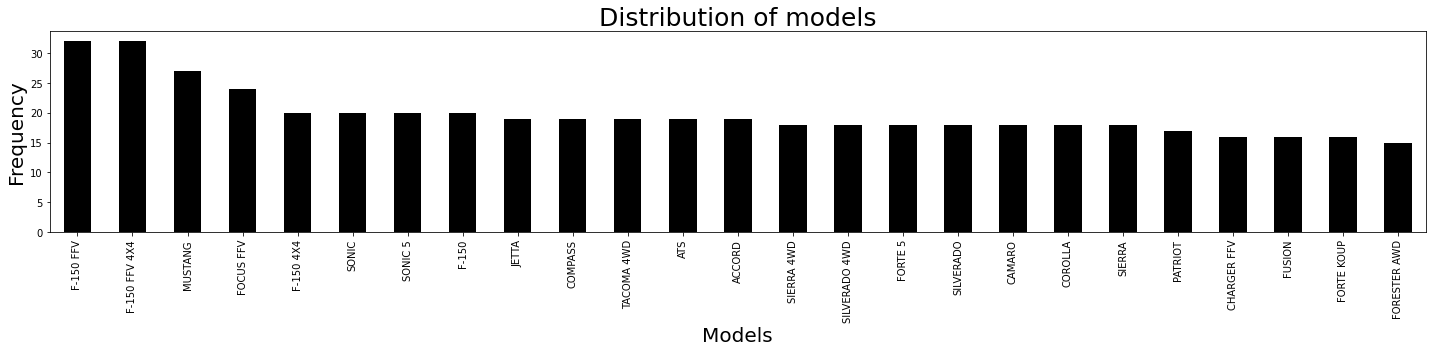 Distribution of models
Frequency
30
25
20
15
10
5
0
F-150 FFV
F-150 FFV 4X4
MUSTANG
FOCUS FFV
F-150 4X4
SONIC
SONIC 5
F-150
JETTA
COMPASS
TACOMA 4WD
ATS
ACCORD
SIERRA 4WD
SILVERADO 4WD
FORTE 5
SILVERADO
CAMARO
COROLLA
SIERRA
PATRIOT
CHARGER FFV
FUSION
FORTE KOUP
FORESTER AWD
Models